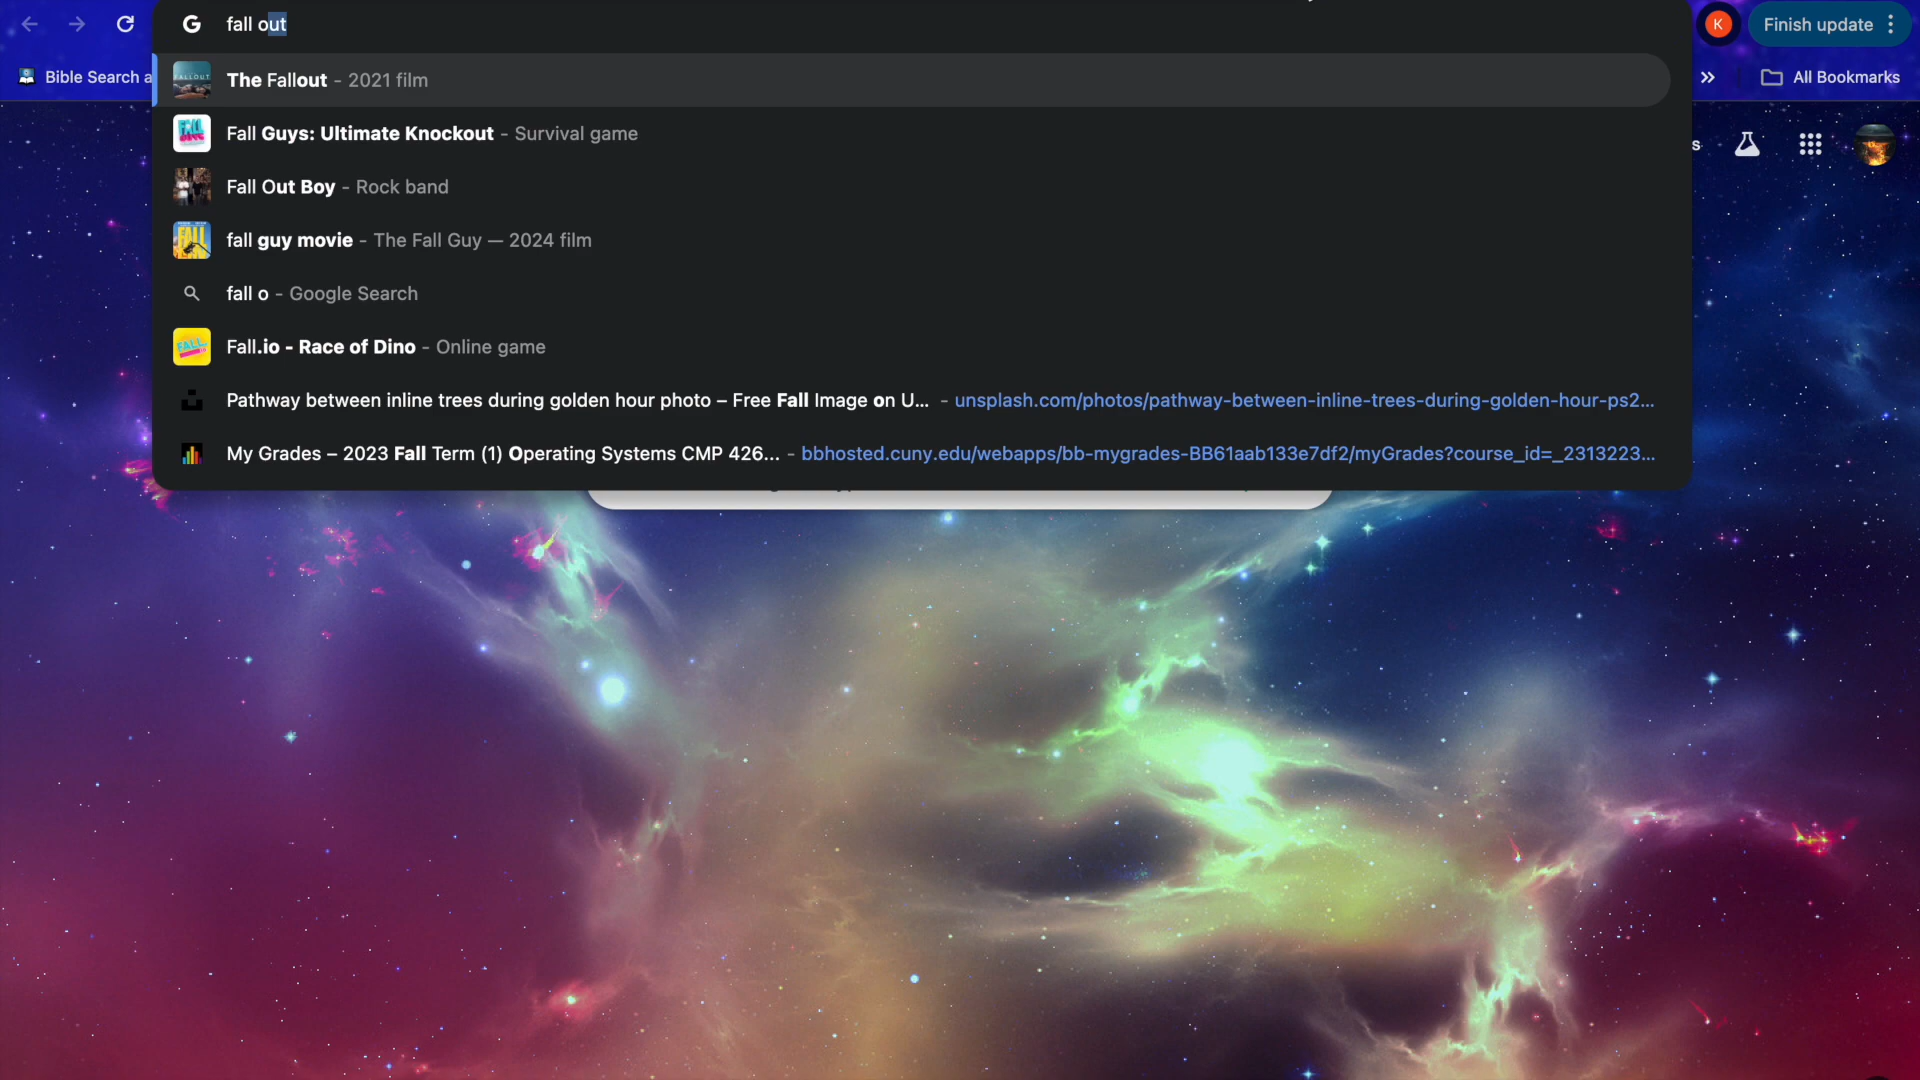 fall out
K
Finish update
Bible Search a
All Bookmarks
The Fallout - 2021 film
Fall Guys: Ultimate Knockout - Survival game
s
Fall Out Boy - Rock band
fall guy movie - The Fall Guy — 2024 film
fall o - Google Search
Fall.io - Race of Dino - Online game
Pathway between inline trees during golden hour photo – Free Fall Image on U... - unsplash.com/photos/pathway-between-inline-trees-during-golden-hour-ps2...
My Grades – 2023 Fall Term (1) Operating Systems CMP 426... - bbhosted.cuny.edu/webapps/bb-mygrades-BB61aab133e7df2/myGrades?course_id=_2313223...